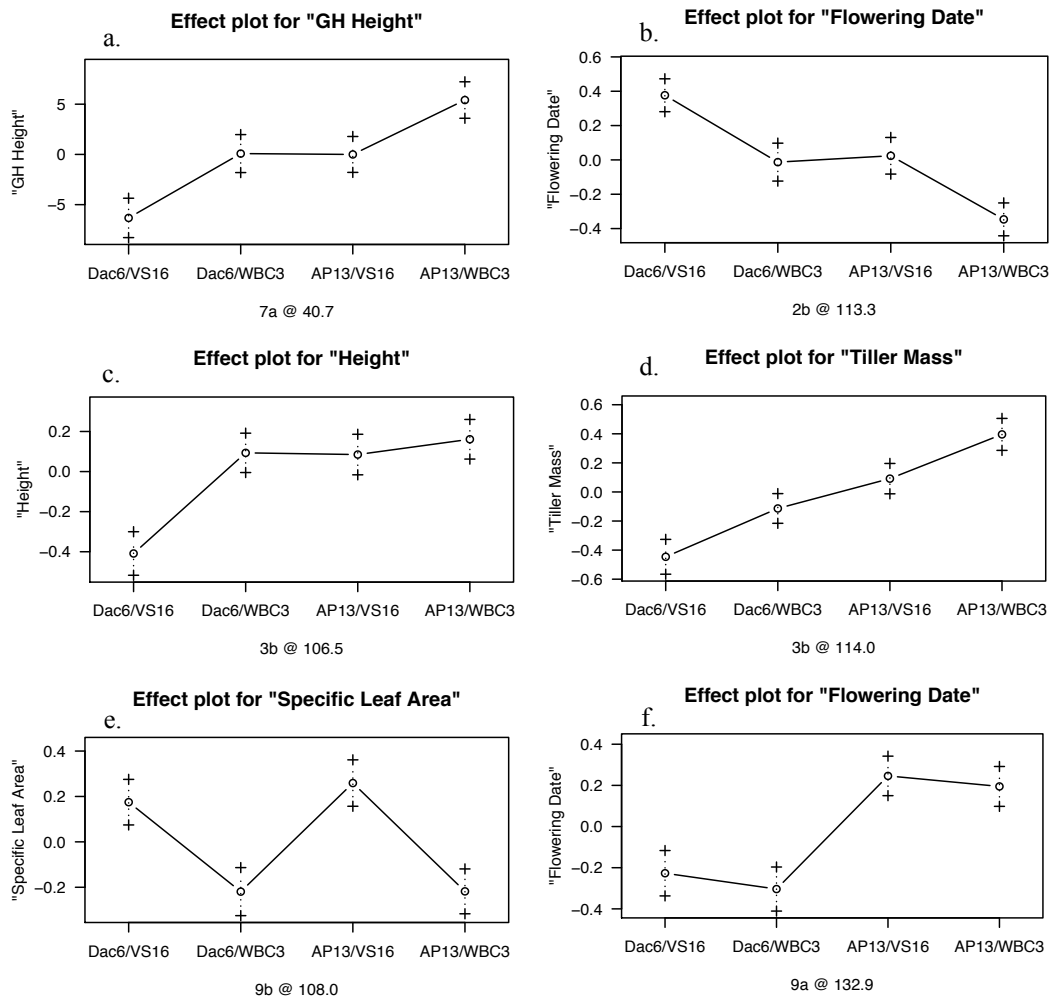 a.
Effect plot for "GH Height"
"GH Height"
5
0
−5
Dac6/VS16 Dac6/WBC3 AP13/VS16 AP13/WBC3
7a @ 40.7
b.
Effect plot for "Flowering Date"
"Flowering Date"
0.6
0.4
0.2
0.0
−0.2
−0.4
Dac6/VS16 Dac6/WBC3 AP13/VS16 AP13/WBC3
2b @ 113.3
c.
Effect plot for "Height"
"Height"
0.2
0.0
−0.2
−0.4
Dac6/VS16 Dac6/WBC3 AP13/VS16 AP13/WBC3
3b @ 106.5
d.
Effect plot for "Tiller Mass"
"Tiller Mass"
0.6
0.4
0.2
0.0
−0.2
−0.4
−0.6
Dac6/VS16 Dac6/WBC3 AP13/VS16 AP13/WBC3
3b @ 114.0
e.
Effect plot for "Specific Leaf Area"
"Specific Leaf Area"
0.4
0.2
0.0
−0.2
Dac6/VS16 Dac6/WBC3 AP13/VS16 AP13/WBC3
9b @ 108.0
f.
Effect plot for "Flowering Date"
"Flowering Date"
0.4
0.2
0.0
−0.2
−0.4
Dac6/VS16 Dac6/WBC3 AP13/VS16 AP13/WBC3
9a @ 132.9